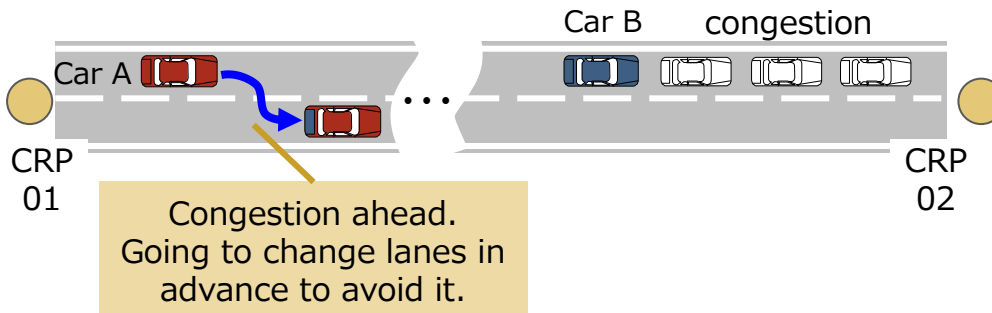 Car B
congestion
Car A
...
CRP
01
CRP
02
Congestion ahead.
Going to change lanes in
advance to avoid it.